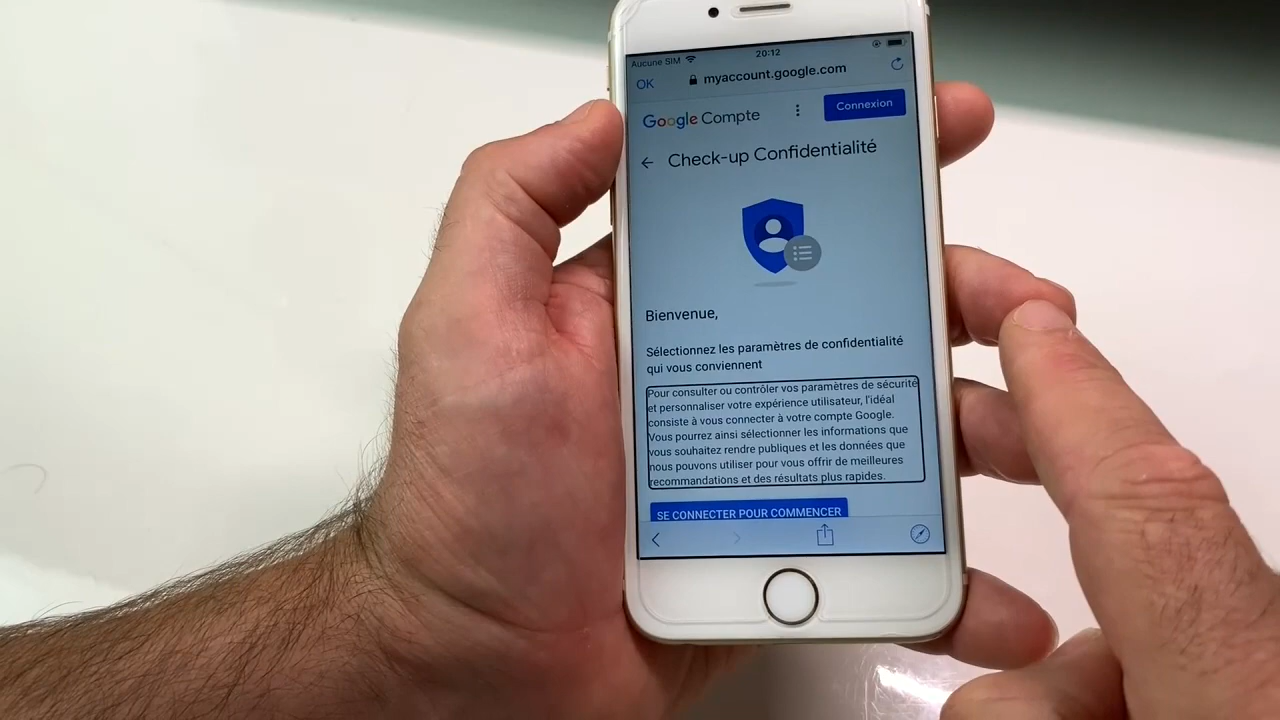 Aucune SIM
20:12
OK
myaccount.google.com
Google Compte
Connexion
Check-up Confidentialité
Bienvenue,
Sélectionnez les paramètres de confidentialité
qui vous conviennent
Pour consulter ou contrôler vos paramètres de sécurité
et personnaliser votre expérience utilisateur, l'idéal
consiste à vous connecter à votre compte Google.
Vous pourrez ainsi sélectionner les informations que
vous souhaitez rendre publiques et les données que
nous pouvons utiliser pour vous offrir de meilleures
recommandations et des résultats plus rapides.
SE CONNECTER POUR COMMENCER